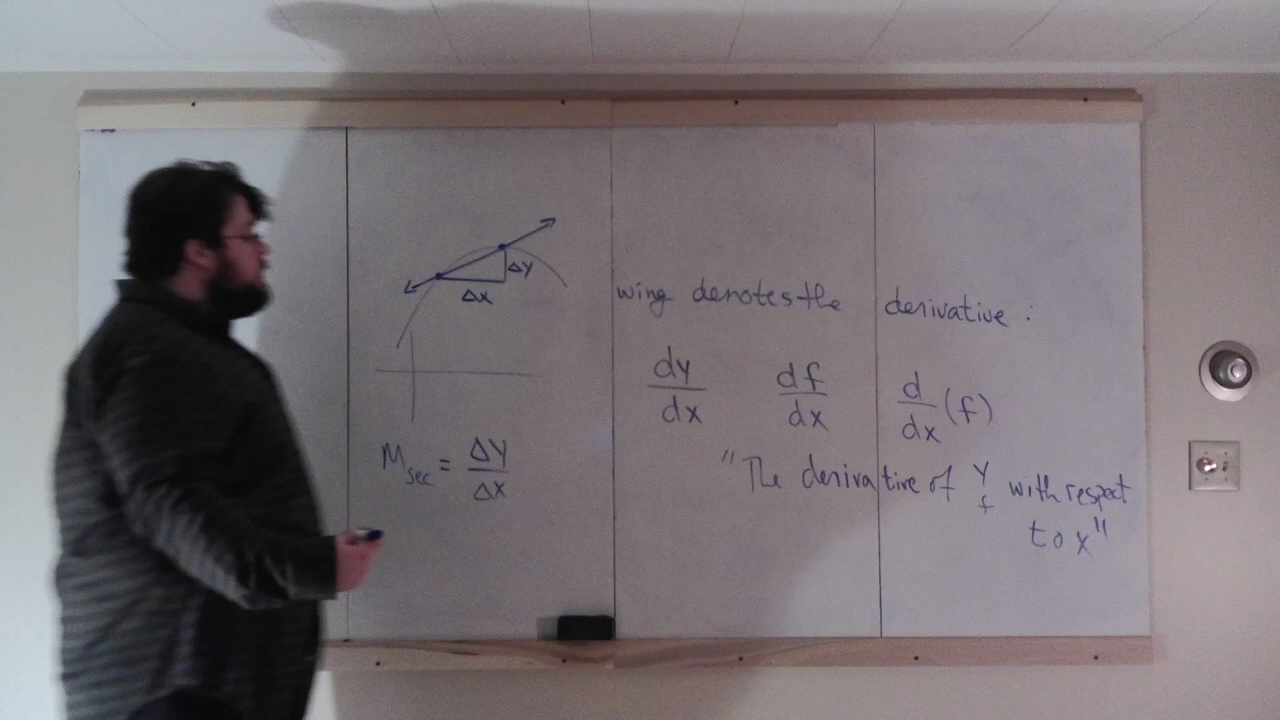 Δy
Δx
M sec = Δy / Δx
wing denotes the derivative :
dy/dx df/dx d/dx (f)
"The derivative of y with respect
f
to x"